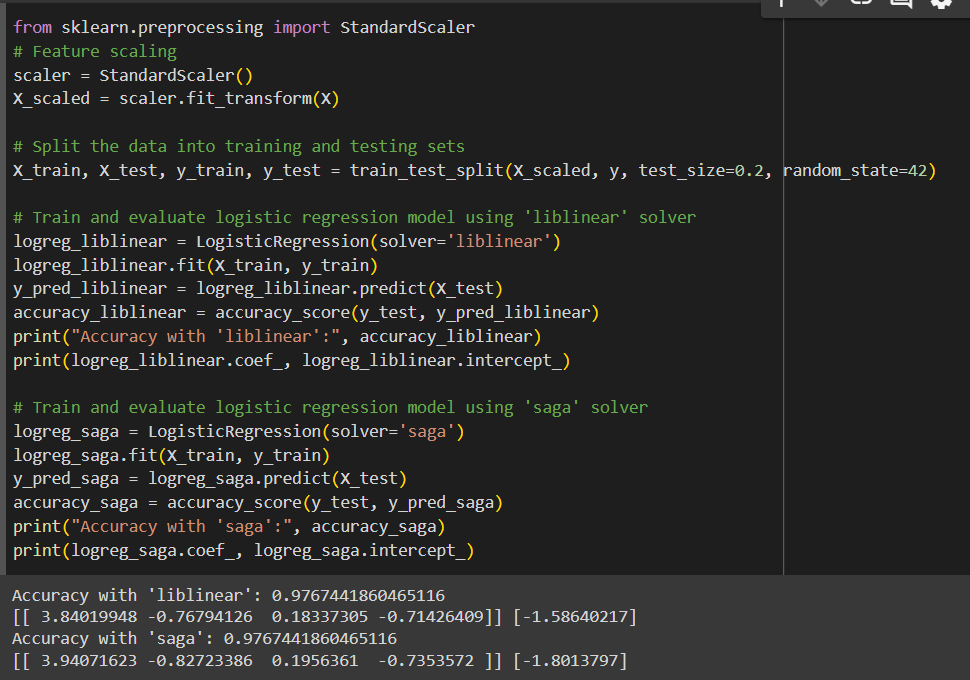 from sklearn.preprocessing import StandardScaler
# Feature scaling
scaler = StandardScaler()
X_scaled = scaler.fit_transform(X)
# Split the data into training and testing sets
X_train, X_test, y_train, y_test = train_test_split(X_scaled, y, test_size=0.2, random_state=42)
# Train and evaluate logistic regression model using 'liblinear' solver
logreg_liblinear = LogisticRegression(solver='liblinear')
logreg_liblinear.fit(X_train, y_train)
y_pred_liblinear = logreg_liblinear.predict(X_test)
accuracy_liblinear = accuracy_score(y_test, y_pred_liblinear)
print("Accuracy with 'liblinear':", accuracy_liblinear)
print(logreg_liblinear.coef_, logreg_liblinear.intercept_)
# Train and evaluate logistic regression model using 'saga' solver
logreg_saga = LogisticRegression(solver='saga')
logreg_saga.fit(X_train, y_train)
y_pred_saga = logreg_saga.predict(X_test)
accuracy_saga = accuracy_score(y_test, y_pred_saga)
print("Accuracy with 'saga':", accuracy_saga)
print(logreg_saga.coef_, logreg_saga.intercept_)
Accuracy with 'liblinear': 0.9767441860465116
[[ 3.84019948 -0.76794126  0.18337305 -0.71426409]] [-1.58640217]
Accuracy with 'saga': 0.9767441860465116
[[ 3.94071623 -0.82723386  0.1956361  -0.7353572 ]] [-1.8013797]